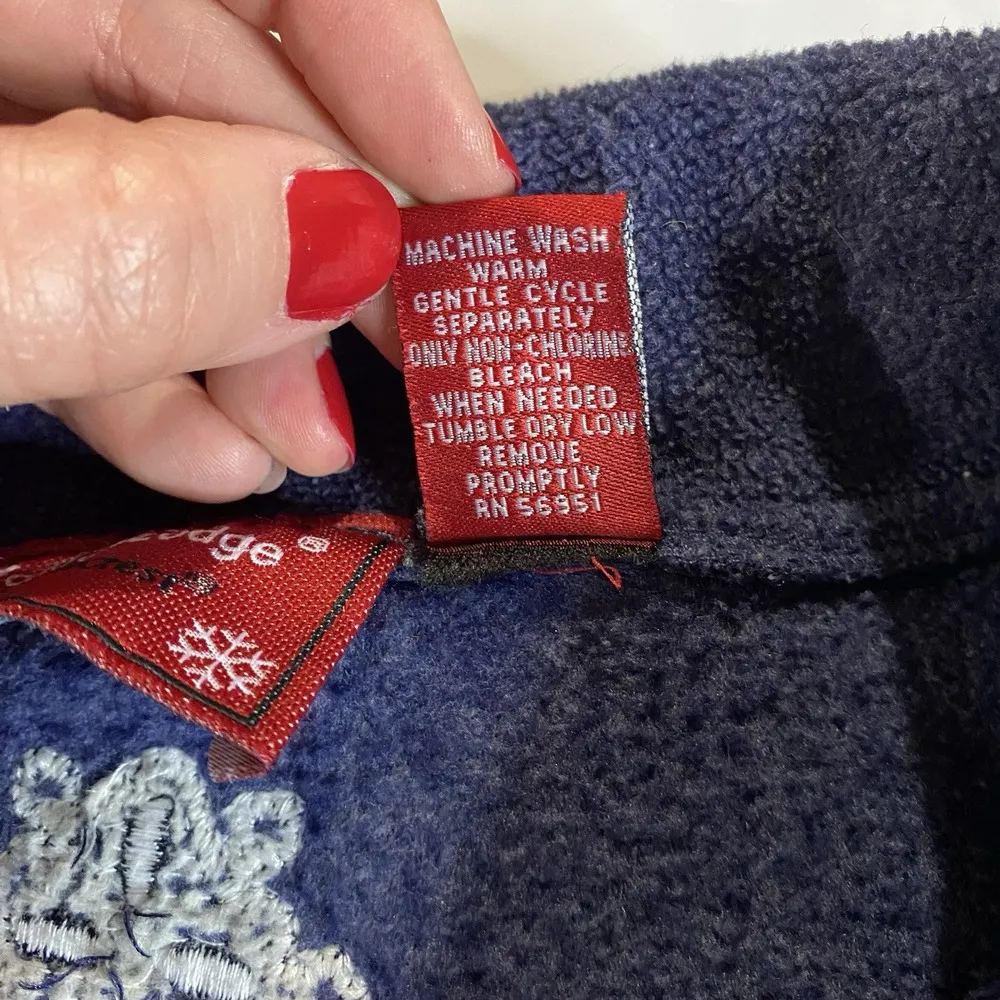 MACHINE WASH
WARM
GENTLE CYCLE
SEPARATELY
ONLY NON-CHLORINE
BLEACH
WHEN NEEDED
TUMBLE DRY LOW
REMOVE
PROMPTLY
RN 56951
Lodge ®